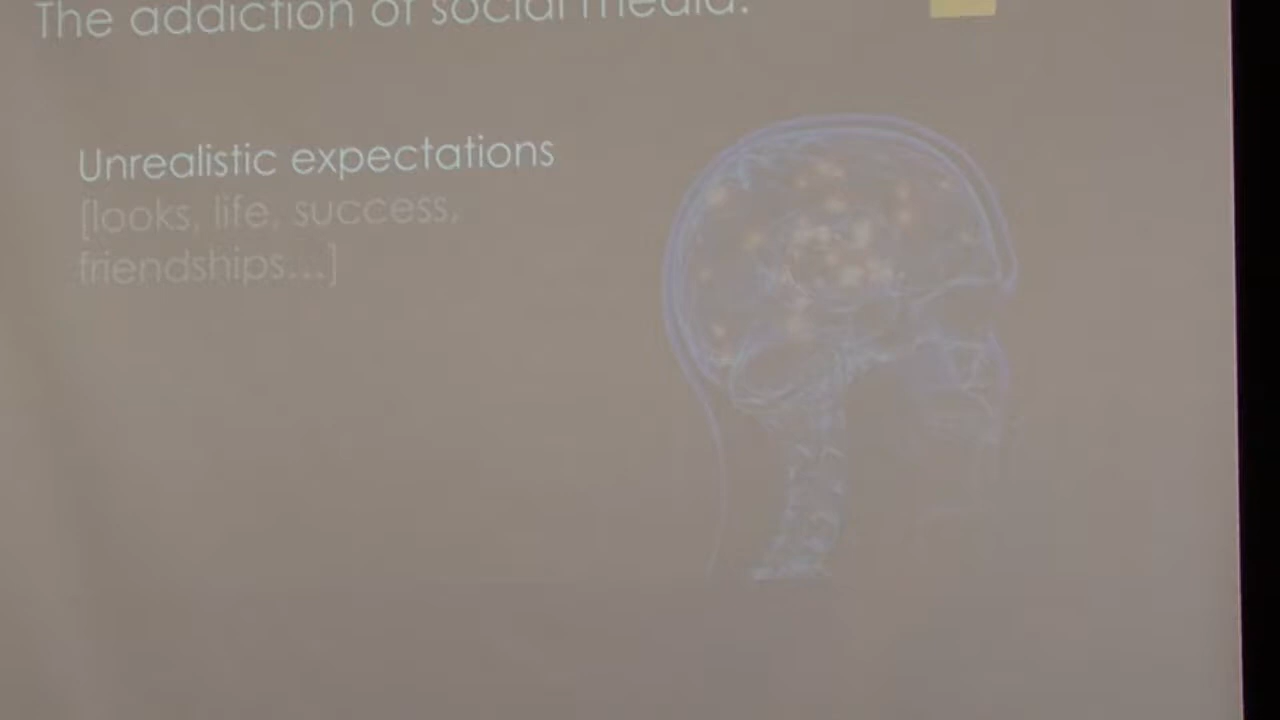 The addiction of social media.
Unrealistic expectations
[looks, life, success,
friendships...]